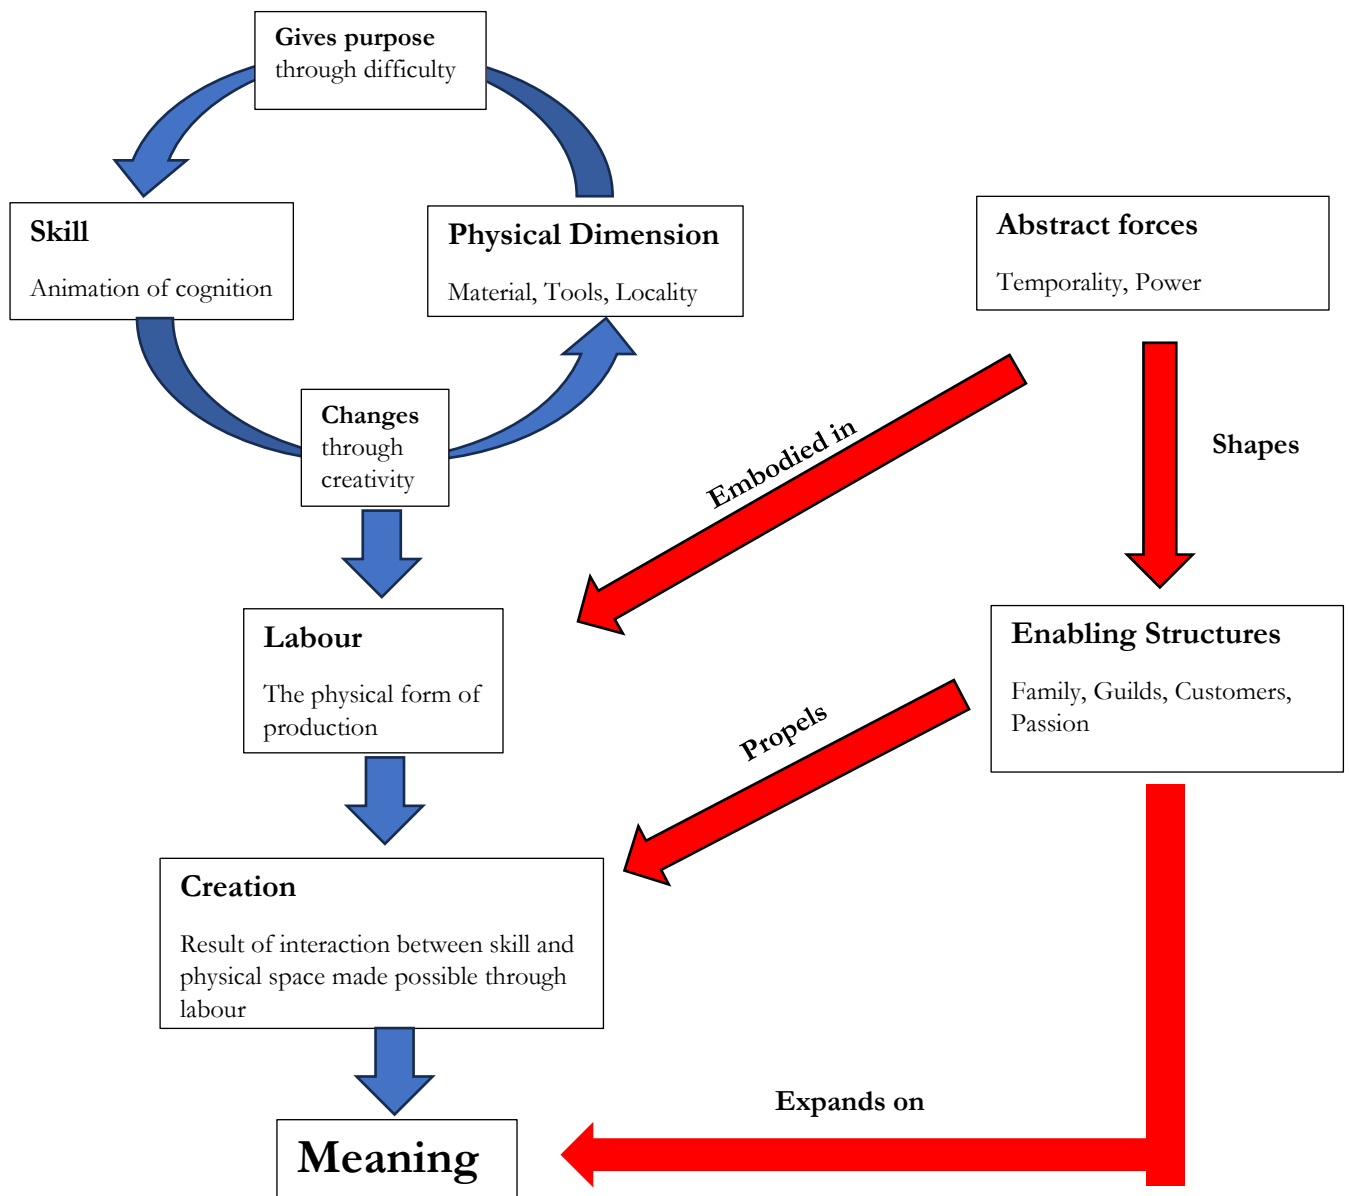 Gives purpose
through difficulty
Skill
Animation of cognition
Physical Dimension
Material, Tools, Locality
Abstract forces
Temporality, Power
Changes
through
creativity
Embodied in
Shapes
Labour
The physical form of
production
Enabling Structures
Family, Guilds, Customers,
Passion
Propels
Creation
Result of interaction between skill and
physical space made possible through
labour
Expands on
Meaning